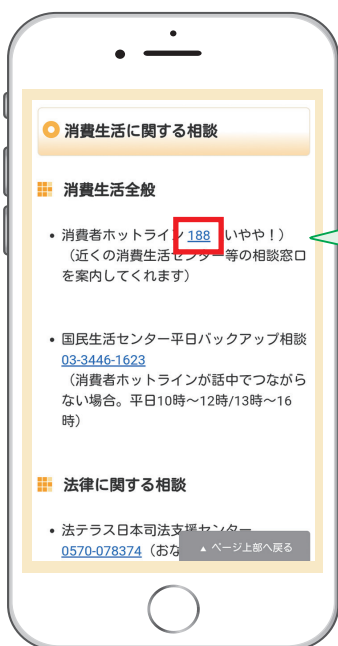 消費生活に関する相談
消費生活全般
• 消費者ホットライン 188 いやや！）
（近くの消費生活センター等の相談窓口
を案内してくれます）
• 国民生活センター平日バックアップ相談
03-3446-1623
（消費者ホットラインが話中でつながら
ない場合。平日10時～12時/13時～16
時）
法律に関する相談
• 法テラス日本司法支援センター
0570-078374（おな
▲ ページ上部へ戻る